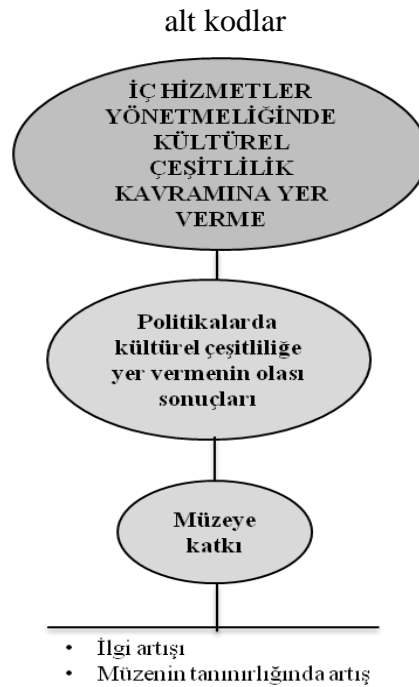 alt kodlar
İÇ HİZMETLER
YÖNETMELİĞİNDE
KÜLTÜREL
ÇEŞİTLİLİK
KAVRAMINA YER
VERME
Politikalarda
kültürel çeşitliliğe
yer vermenin olası
sonuçları
Müzeye
katkı
• İlgi artışı
• Müzenin tanınırlığında artış